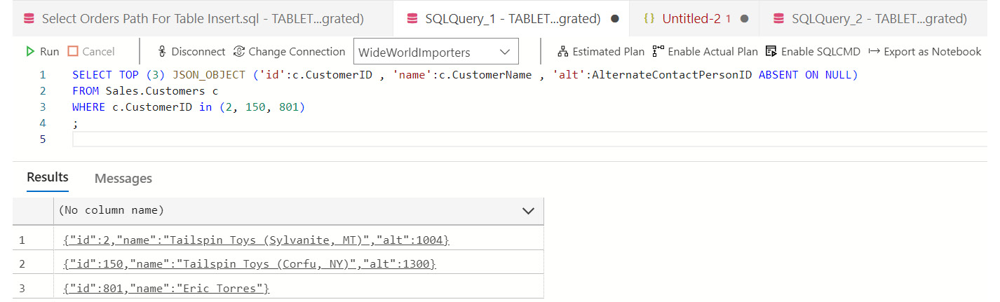 Select Orders Path For Table Insert.sql - TABLET...grated) SQLQuery_1 - TABLET...grated) Untitled-2 1 SQLQuery_2 - TABLET...grated)
Run Cancel Disconnect Change Connection WideWorldImporters Estimated Plan Enable Actual Plan Enable SQLCMD Export as Notebook
1 SELECT TOP (3) JSON_OBJECT ('id':c.CustomerID , 'name':c.CustomerName , 'alt':AlternateContactPersonID ABSENT ON NULL)
2 FROM Sales.Customers c
3 WHERE c.CustomerID in (2, 150, 801)
4 ;
5
Results Messages
(No column name)
1 {"id":2,"name":"Tailspin Toys (Sylvanite, MT)","alt":1004}
2 {"id":150,"name":"Tailspin Toys (Corfu, NY)","alt":1300}
3 {"id":801,"name":"Eric Torres"}